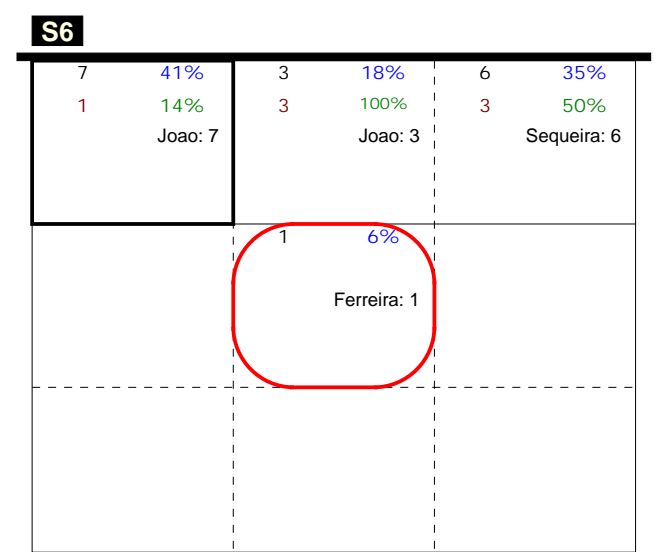 S6
7 41% 3 18% 6 35%
1 14% 3 100% 3 50%
Joao: 7 Joao: 3 Sequeira: 6
1 6%
Ferreira: 1